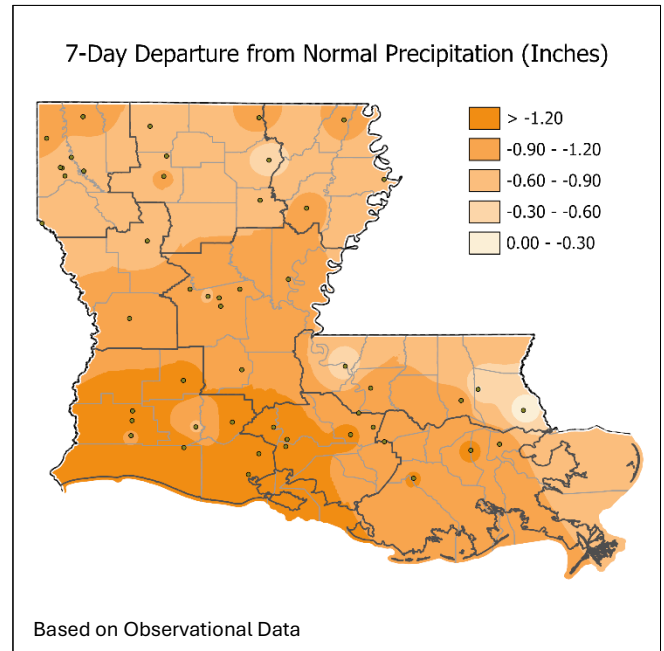 7-Day Departure from Normal Precipitation (Inches)
> -1.20
-0.90 - -1.20
-0.60 - -0.90
-0.30 - -0.60
0.00 - -0.30
Based on Observational Data